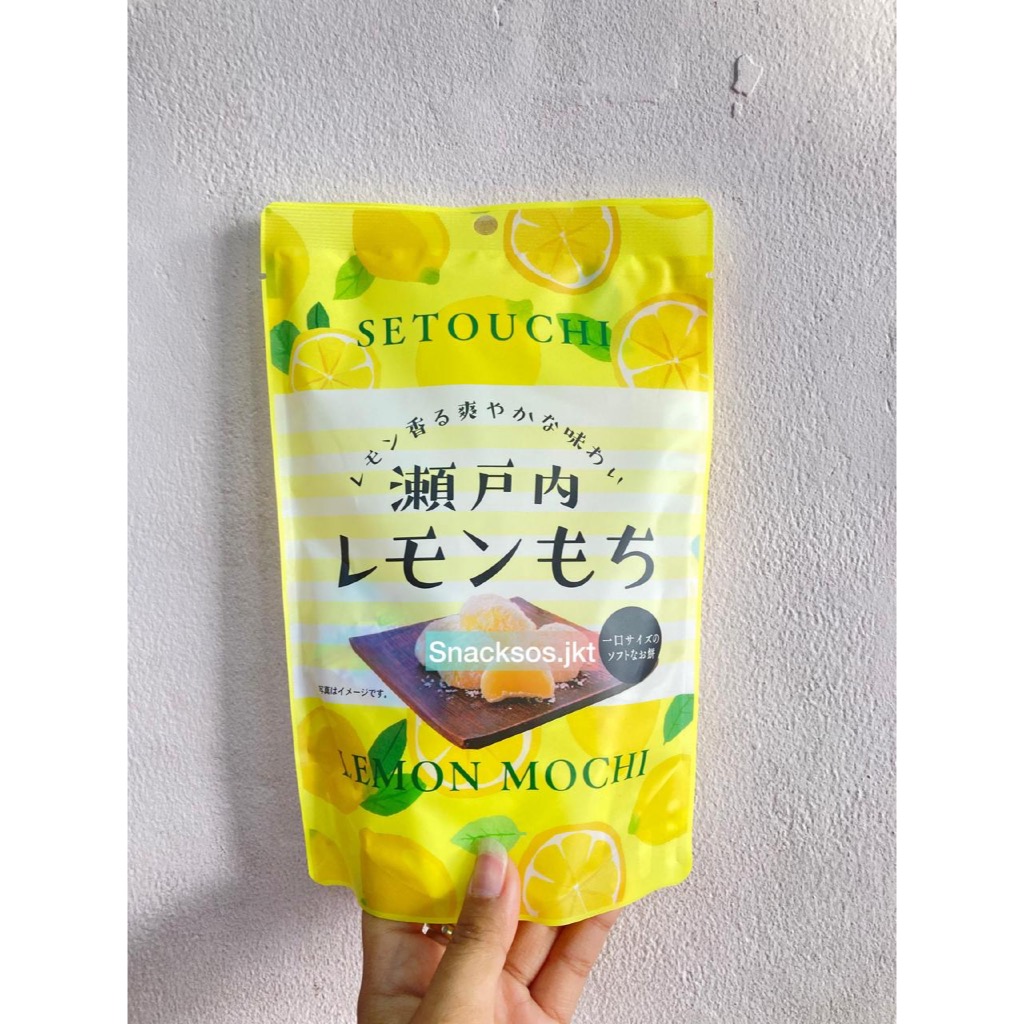 SETOUCHI
レモン香る爽やかな味わい
瀬戸内
レモンもち
Snacksos.jkt
一口サイズの
ソフトなお餅
写真はイメージです。
LEMON MOCHI